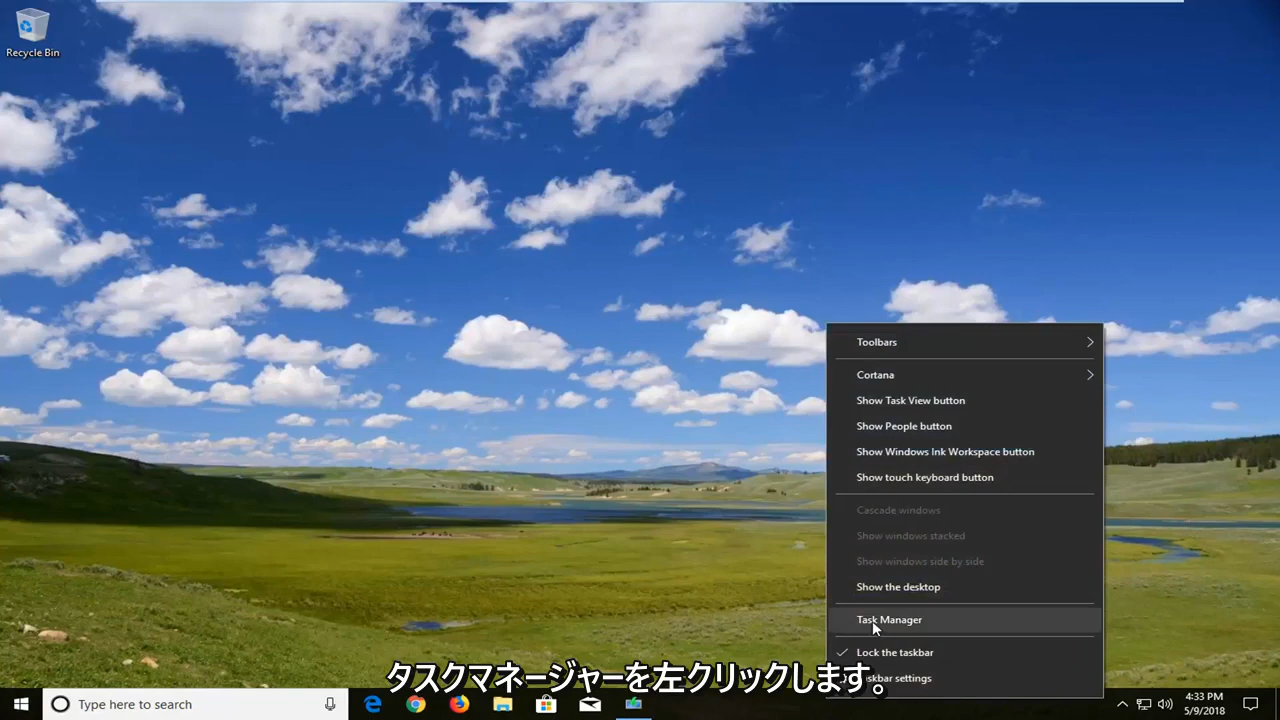 Recycle Bin
Toolbars
Cortana
Show Task View button
Show People button
Show Windows Ink Workspace button
Show touch keyboard button
Cascade windows
Show windows stacked
Show windows side by side
Show the desktop
Task Manager
Lock the taskbar
タスクマネージャーを左クリックします。
skbar settings
Type here to search
4:33 PM
5/9/2018